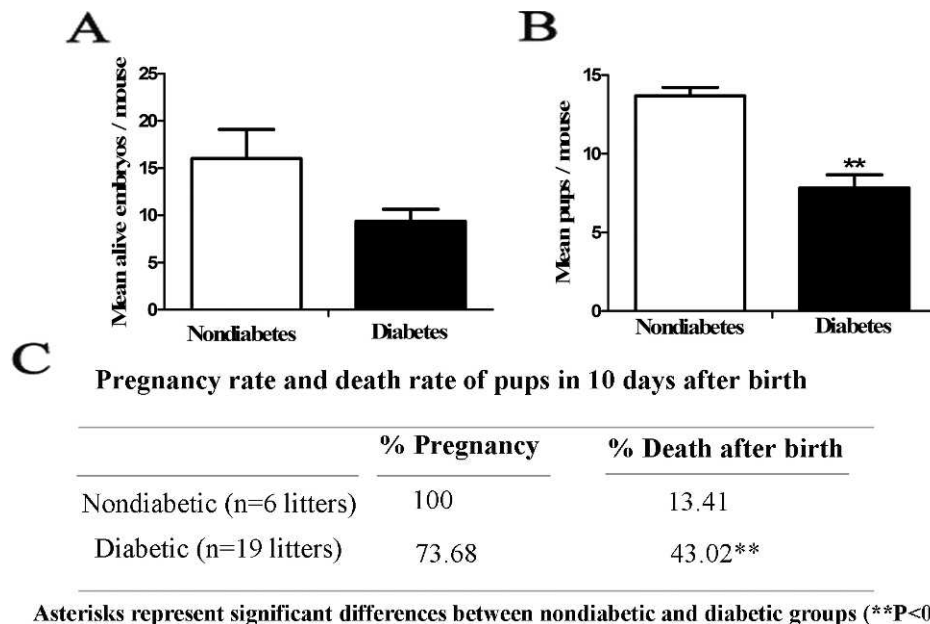 A
Mean alive embryos / mouse
25
20
15
10
5
0
Nondiabetes Diabetes
B
Mean pups / mouse
15
10
5
0
**
Nondiabetes Diabetes
C
Pregnancy rate and death rate of pups in 10 days after birth
% Pregnancy % Death after birth
Nondiabetic (n=6 litters) 100 13.41
Diabetic (n=19 litters) 73.68 43.02**
Asterisks represent significant differences between nondiabetic and diabetic groups (**P<0